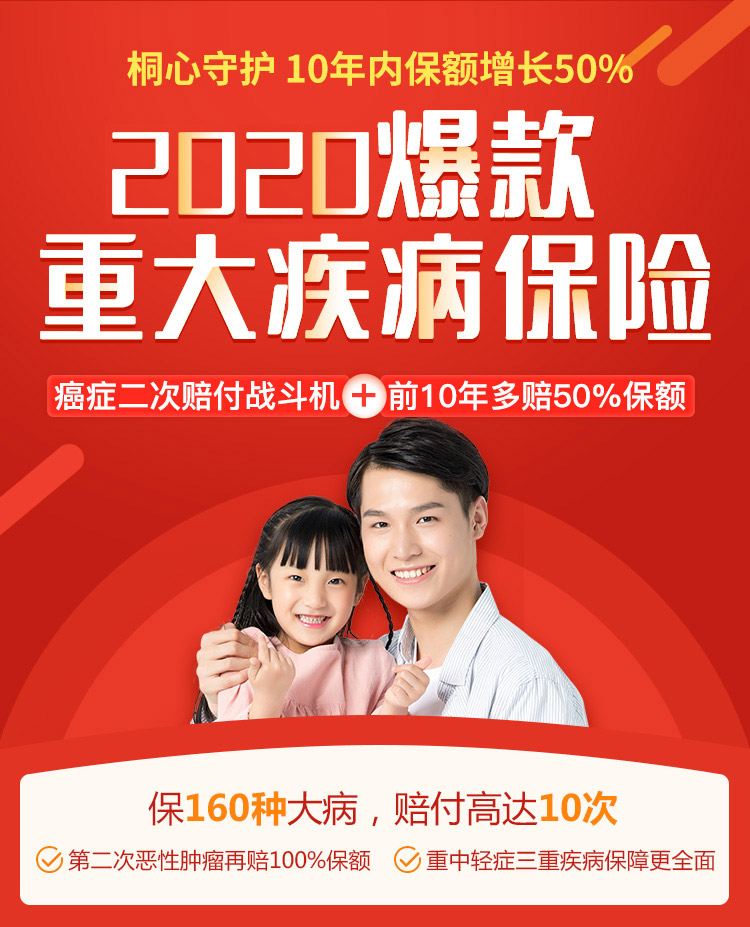 桐心守护 10年内保额增长50%
2020爆款
重大疾病保险
癌症二次赔付战斗机+前10年多赔50%保额
保160种大病，赔付高达10次
第二次恶性肿瘤再赔100%保额 重中轻症三重疾病保障更全面